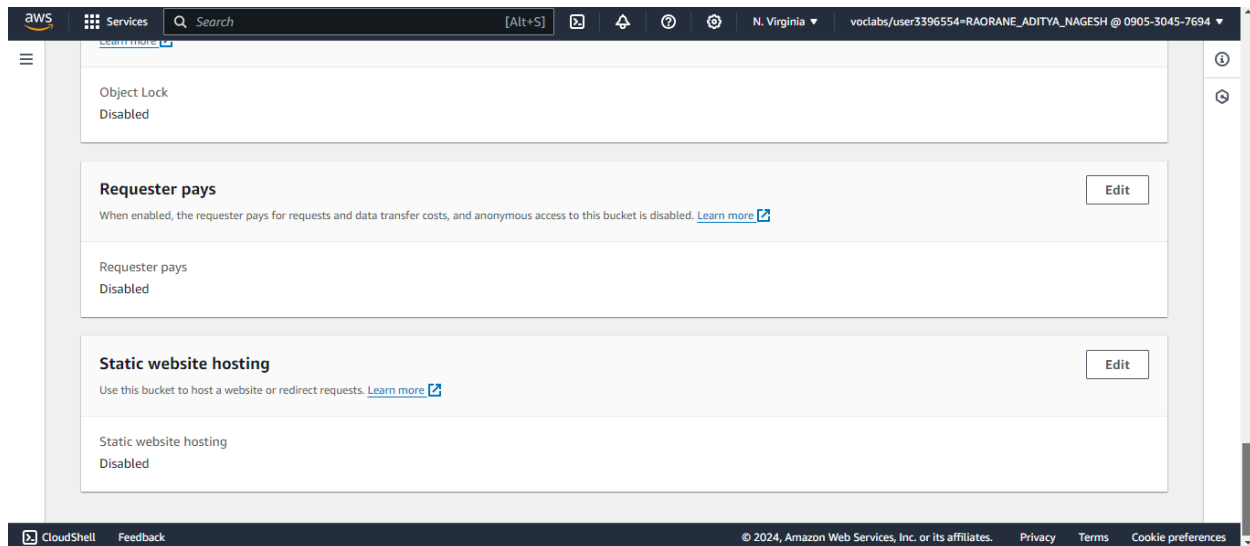 aws
Services
Search
[Alt+S]
N. Virginia
voclabs/user3396554=RAORANE_ADITYA_NAGESH @ 0905-3045-7694
Learn more
Object Lock
Disabled
Requester pays
Edit
When enabled, the requester pays for requests and data transfer costs, and anonymous access to this bucket is disabled. Learn more
Requester pays
Disabled
Static website hosting
Edit
Use this bucket to host a website or redirect requests. Learn more
Static website hosting
Disabled
CloudShell
Feedback
© 2024, Amazon Web Services, Inc. or its affiliates.
Privacy
Terms
Cookie preferences